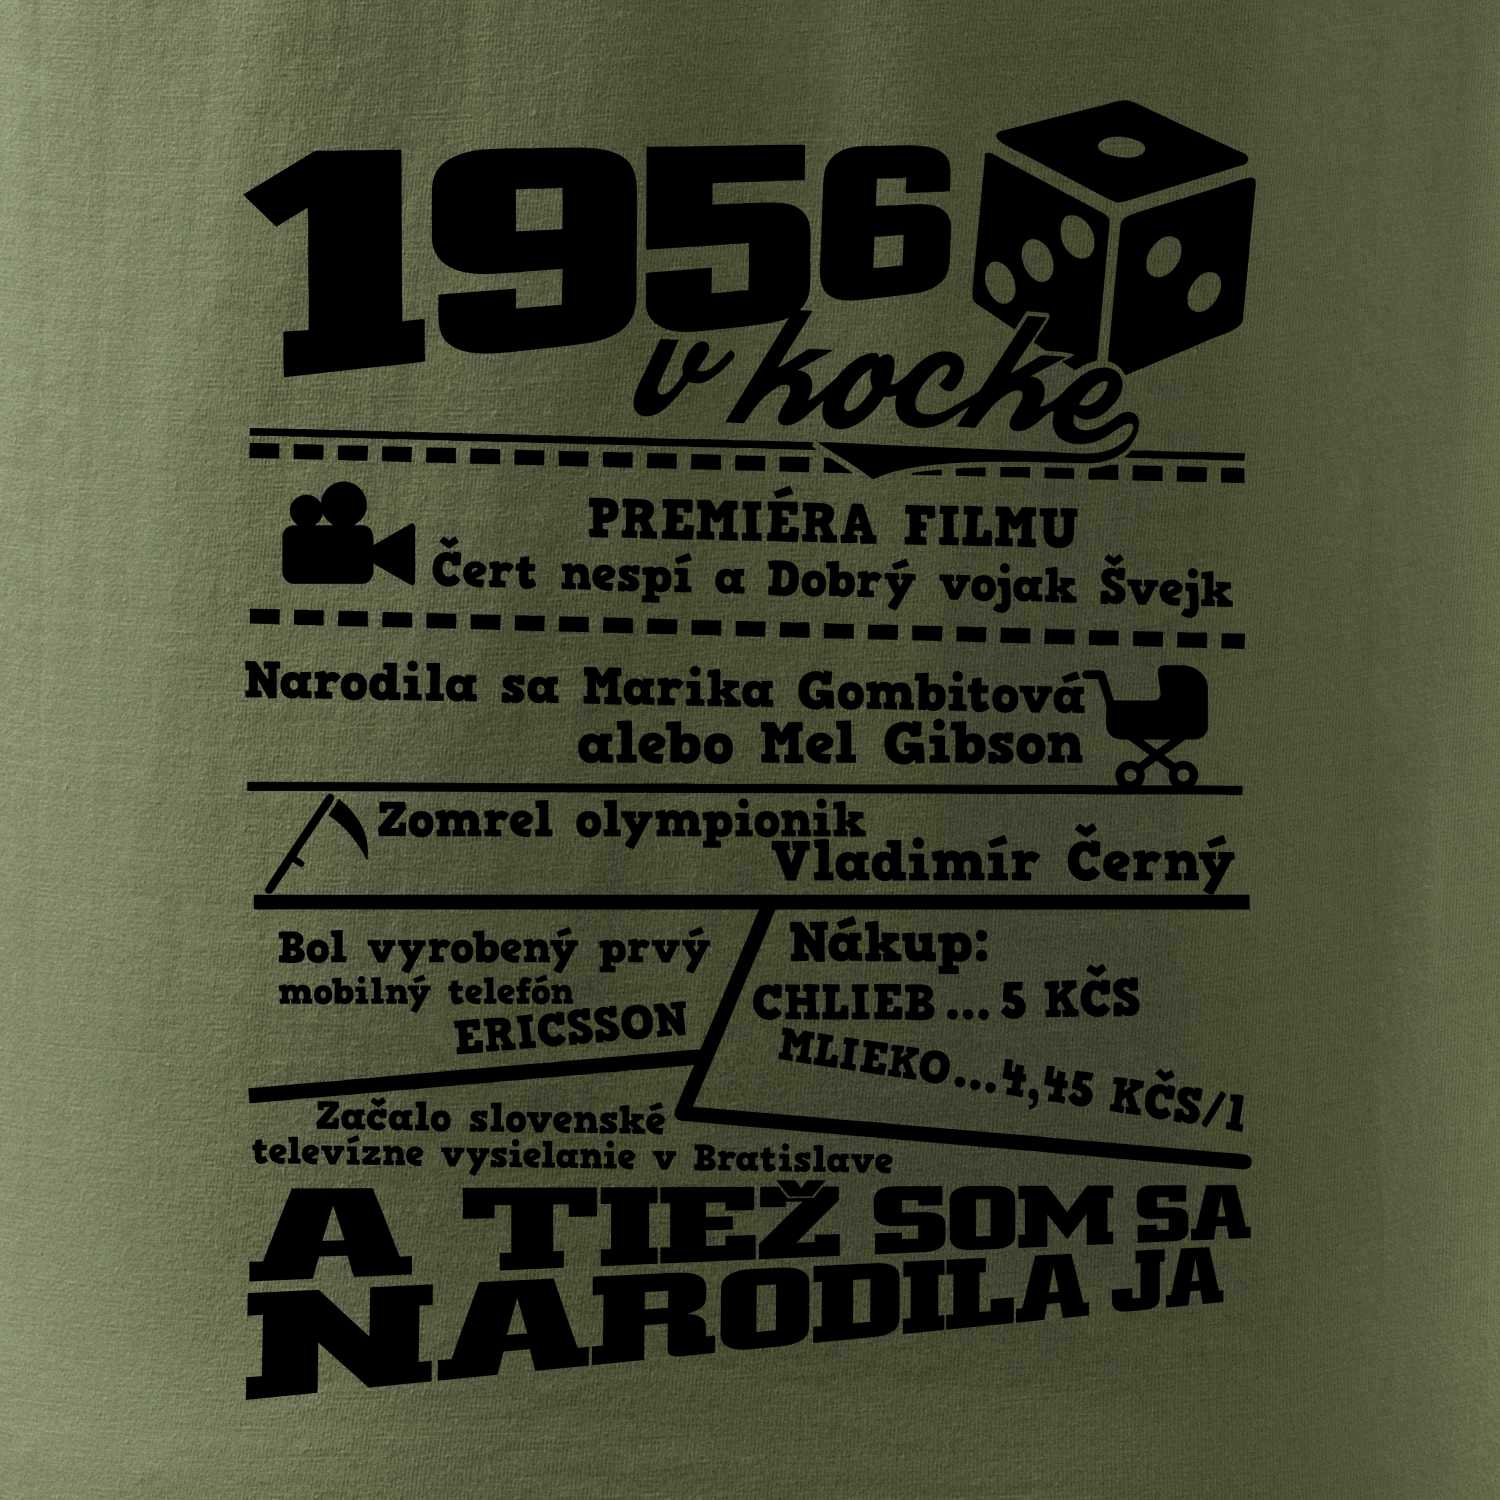 1956
v kocke
PREMIÉRA FILMU
Čert nespí a Dobrý vojak Švejk
Narodila sa Marika Gombitová
alebo Mel Gibson
Zomrel olympionik
Vladimír Černý
Bol vyrobený prvý
mobilný telefón
ERICSSON
Nákup:
CHLIEB...5 KČS
MLIEKO...4,45 KČS/l
Začalo slovenské
televízne vysielanie v Bratislave
A TIEŽ SOM SA
NARODILA JA